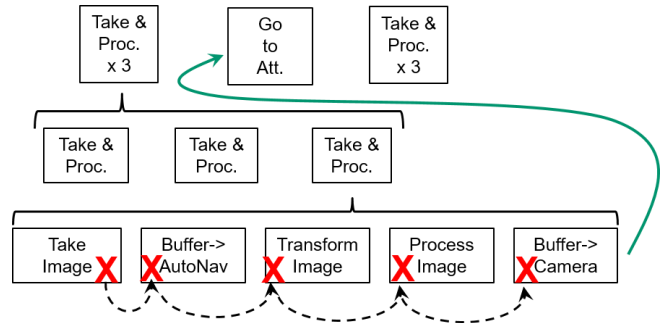 Take &
Proc.
x 3
Go
to
Att.
Take &
Proc.
x 3
Take &
Proc.
Take &
Proc.
Take &
Proc.
Take
Image
Buffer->
AutoNav
Transform
Image
Process
Image
Buffer->
Camera